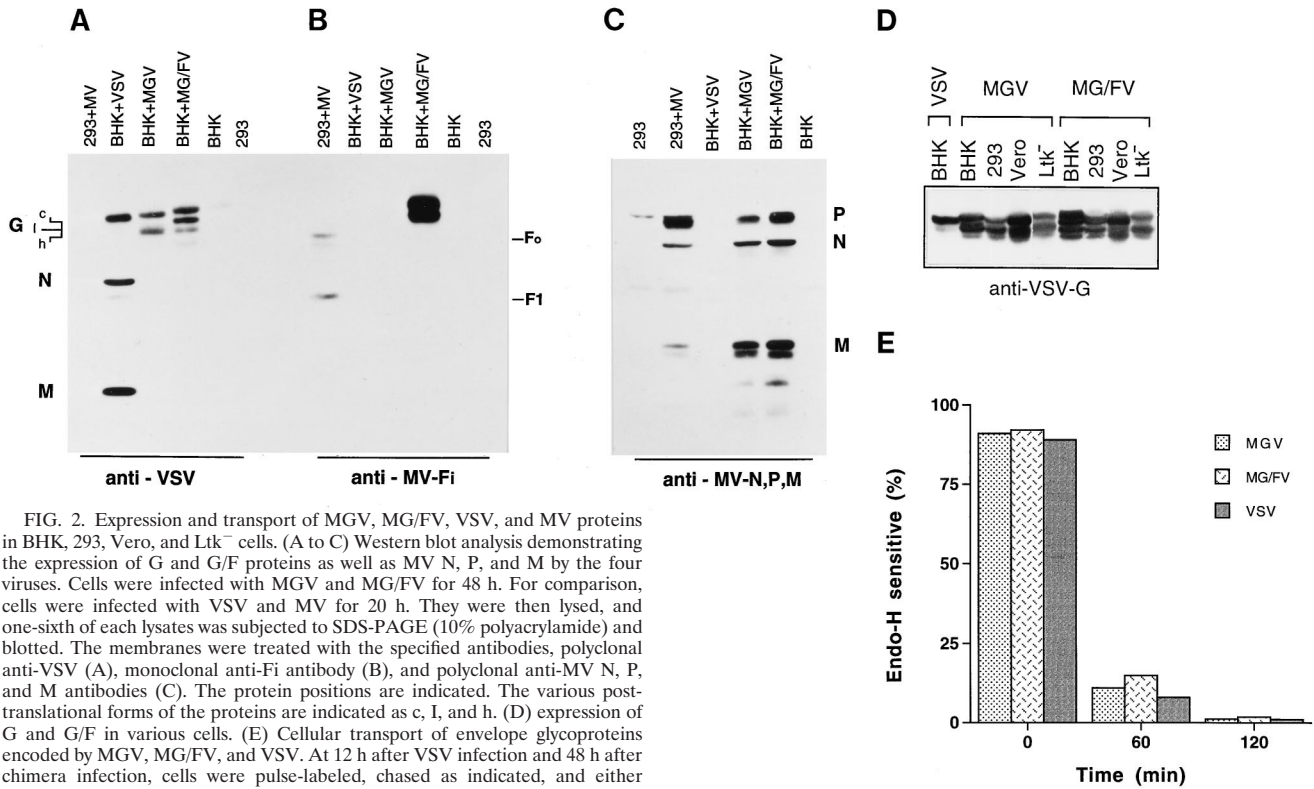 A
B
C
D
293+MV
BHK+VSV
BHK+MGV
BHK+MG/FV
BHK
293
293+MV
BHK+VSV
BHK+MGV
BHK+MG/FV
BHK
293
293
293+MV
BHK+VSV
BHK+MGV
BHK+MG/FV
BHK
VSV
MGV
MG/FV
BHK
BHK
293
Vero
Ltk⁻
BHK
293
Vero
Ltk⁻
G
c
I
h
N
M
Fo
F1
P
N
M
anti - VSV
anti - MV-Fi
anti - MV-N,P,M
anti-VSV-G
E
100
75
50
25
0
Endo-H sensitive (%)
0
60
120
Time (min)
MGV
MG/FV
VSV
FIG. 2. Expression and transport of MGV, MG/FV, VSV, and MV proteins
in BHK, 293, Vero, and Ltk⁻ cells. (A to C) Western blot analysis demonstrating
the expression of G and G/F proteins as well as MV N, P, and M by the four
viruses. Cells were infected with MGV and MG/FV for 48 h. For comparison,
cells were infected with VSV and MV for 20 h. They were then lysed, and
one-sixth of each lysates was subjected to SDS-PAGE (10% polyacrylamide) and
blotted. The membranes were treated with the specified antibodies, polyclonal
anti-VSV (A), monoclonal anti-Fi antibody (B), and polyclonal anti-MV N, P,
and M antibodies (C). The protein positions are indicated. The various post-
translational forms of the proteins are indicated as c, I, and h. (D) expression of
G and G/F in various cells. (E) Cellular transport of envelope glycoproteins
encoded by MGV, MG/FV, and VSV. At 12 h after VSV infection and 48 h after
chimera infection, cells were pulse-labeled, chased as indicated, and either